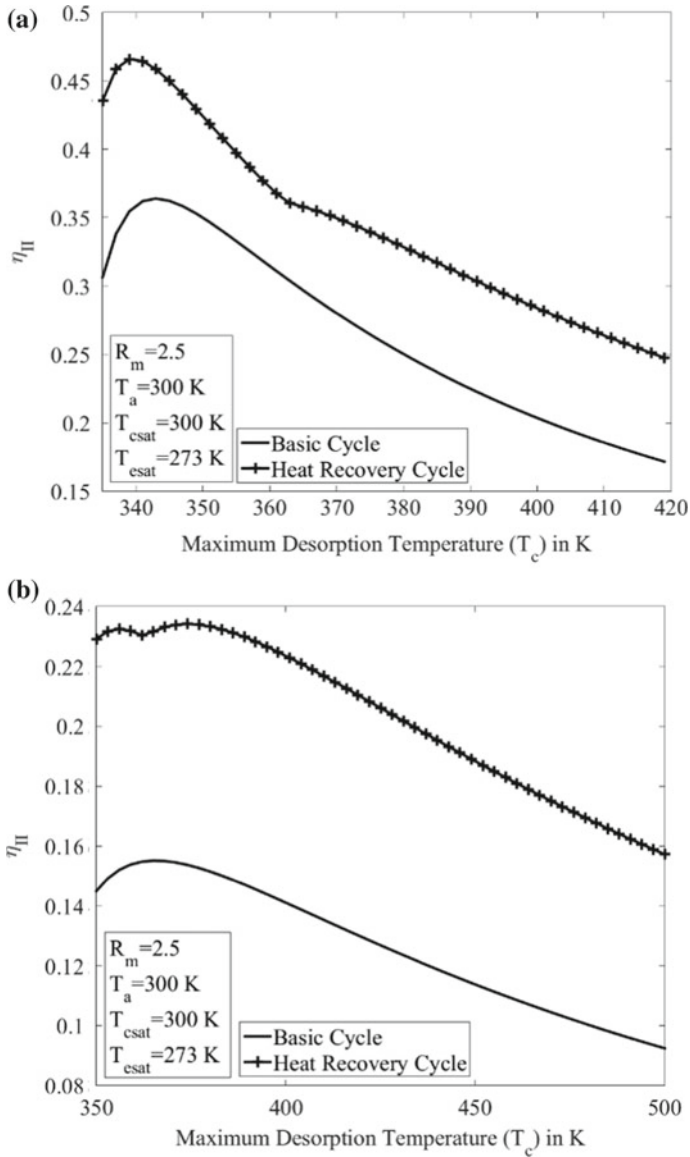 (a)
0.5
0.45
0.4
0.35
0.3
0.25
0.2
0.15
η_II
R_m=2.5
T_a=300 K
T_csat=300 K
T_esat=273 K
Basic Cycle
Heat Recovery Cycle
340 350 360 370 380 390 400 410 420
Maximum Desorption Temperature (T_c) in K
(b)
0.24
0.22
0.2
0.18
0.16
0.14
0.12
0.1
0.08
η_II
R_m=2.5
T_a=300 K
T_csat=300 K
T_esat=273 K
Basic Cycle
Heat Recovery Cycle
350 400 450 500
Maximum Desorption Temperature (T_c) in K